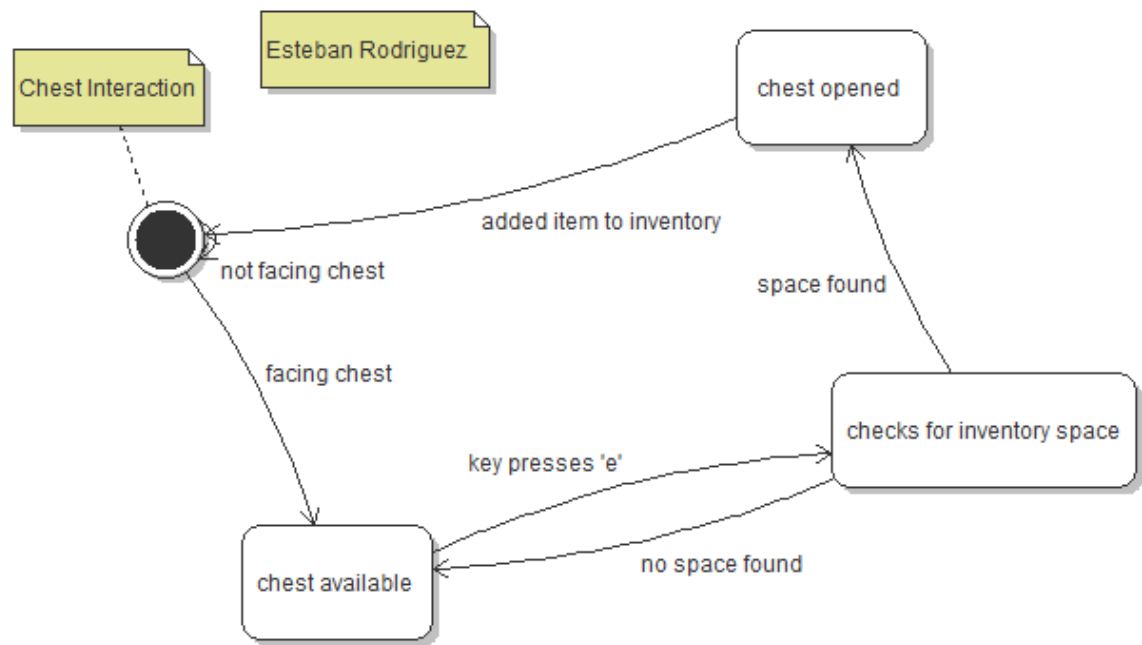 Esteban Rodriguez
Chest Interaction
chest opened
added item to inventory
not facing chest
space found
facing chest
checks for inventory space
key presses 'e'
no space found
chest available